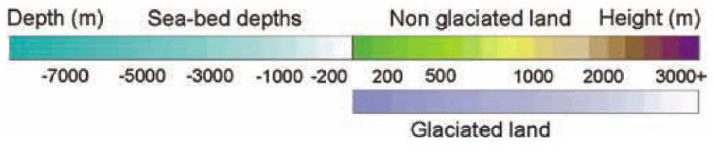 Depth (m) Sea-bed depths Non glaciated land Height (m)
-7000 -5000 -3000 -1000 -200 200 500 1000 2000 3000+
Glaciated land